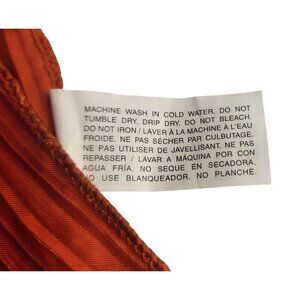 MACHINE WASH IN COLD WATER. DO NOT
TUMBLE DRY. DRIP DRY. DO NOT BLEACH.
DO NOT IRON / LAVER À LA MACHINE À L'EAU
FROIDE. NE PAS SÉCHER PAR CULBUTAGE.
NE PAS UTILISER DE JAVELLISANT. NE PAS
REPASSER / LAVAR A MÁQUINA POR CON
AGUA FRÍA. NO SEQUE EN SECADORA.
NO USE BLANQUEADOR. NO PLANCHE.